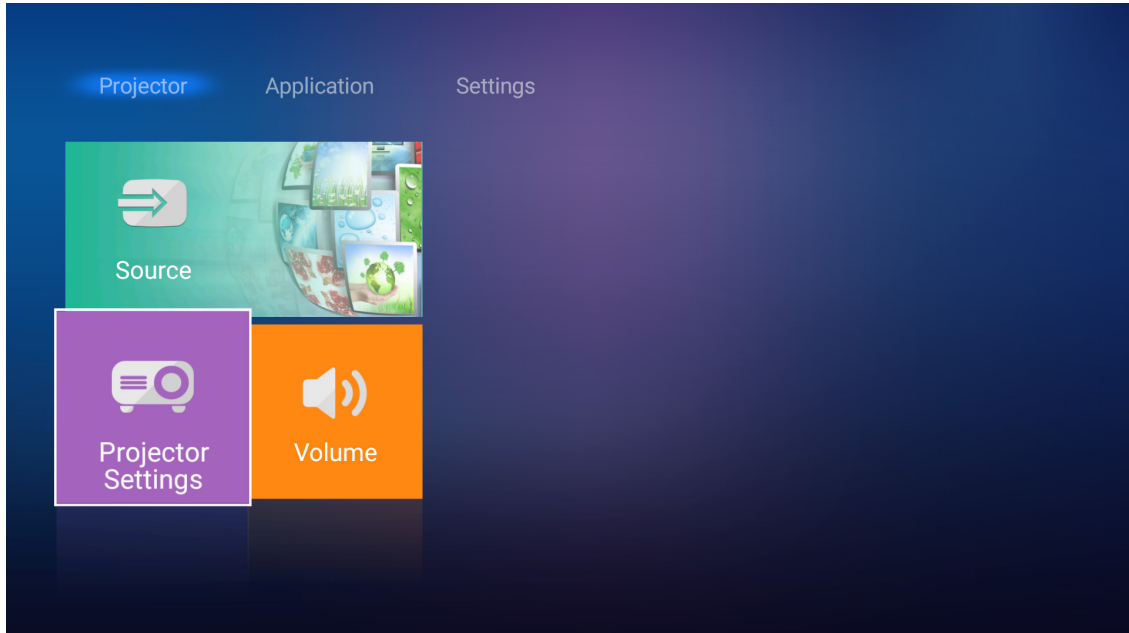 Projector
Application
Settings
Source
Projector
Settings
Volume